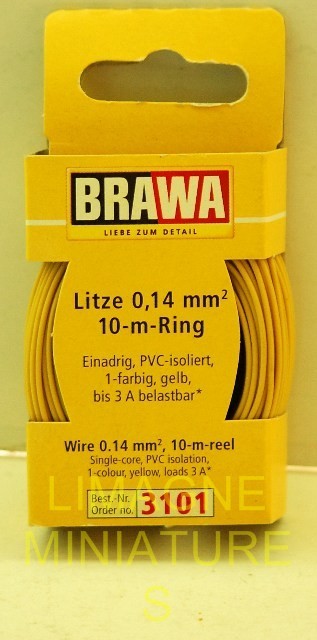 BRAWA
LIEBE ZUM DETAIL
Litze 0,14 mm²
10-m-Ring
Einadrig, PVC-isoliert,
1-farbig, gelb,
bis 3 A belastbar*
Wire 0.14 mm², 10-m-reel
Single-core, PVC isolation,
1-colour, yellow, loads 3 A*
Best.-Nr.
Order no. 3101
LIMAGNE
MINIATURE
S